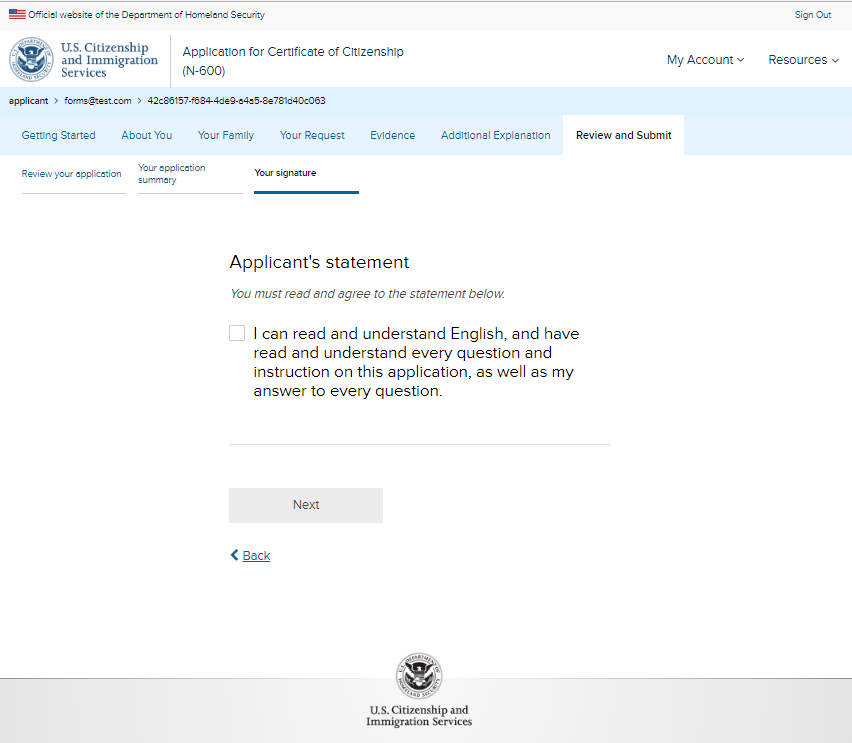 Official website of the Department of Homeland Security
Sign Out
U.S. Citizenship
and Immigration
Services
Application for Certificate of Citizenship
(N-600)
My Account
Resources
applicant > forms@test.com > 42c86157-f684-4de9-a4a5-8e781d40c063
Getting Started
About You
Your Family
Your Request
Evidence
Additional Explanation
Review and Submit
Review your application
Your application
summary
Your signature
Applicant's statement
You must read and agree to the statement below.
I can read and understand English, and have
read and understand every question and
instruction on this application, as well as my
answer to every question.
Next
Back
U.S. Citizenship and
Immigration Services